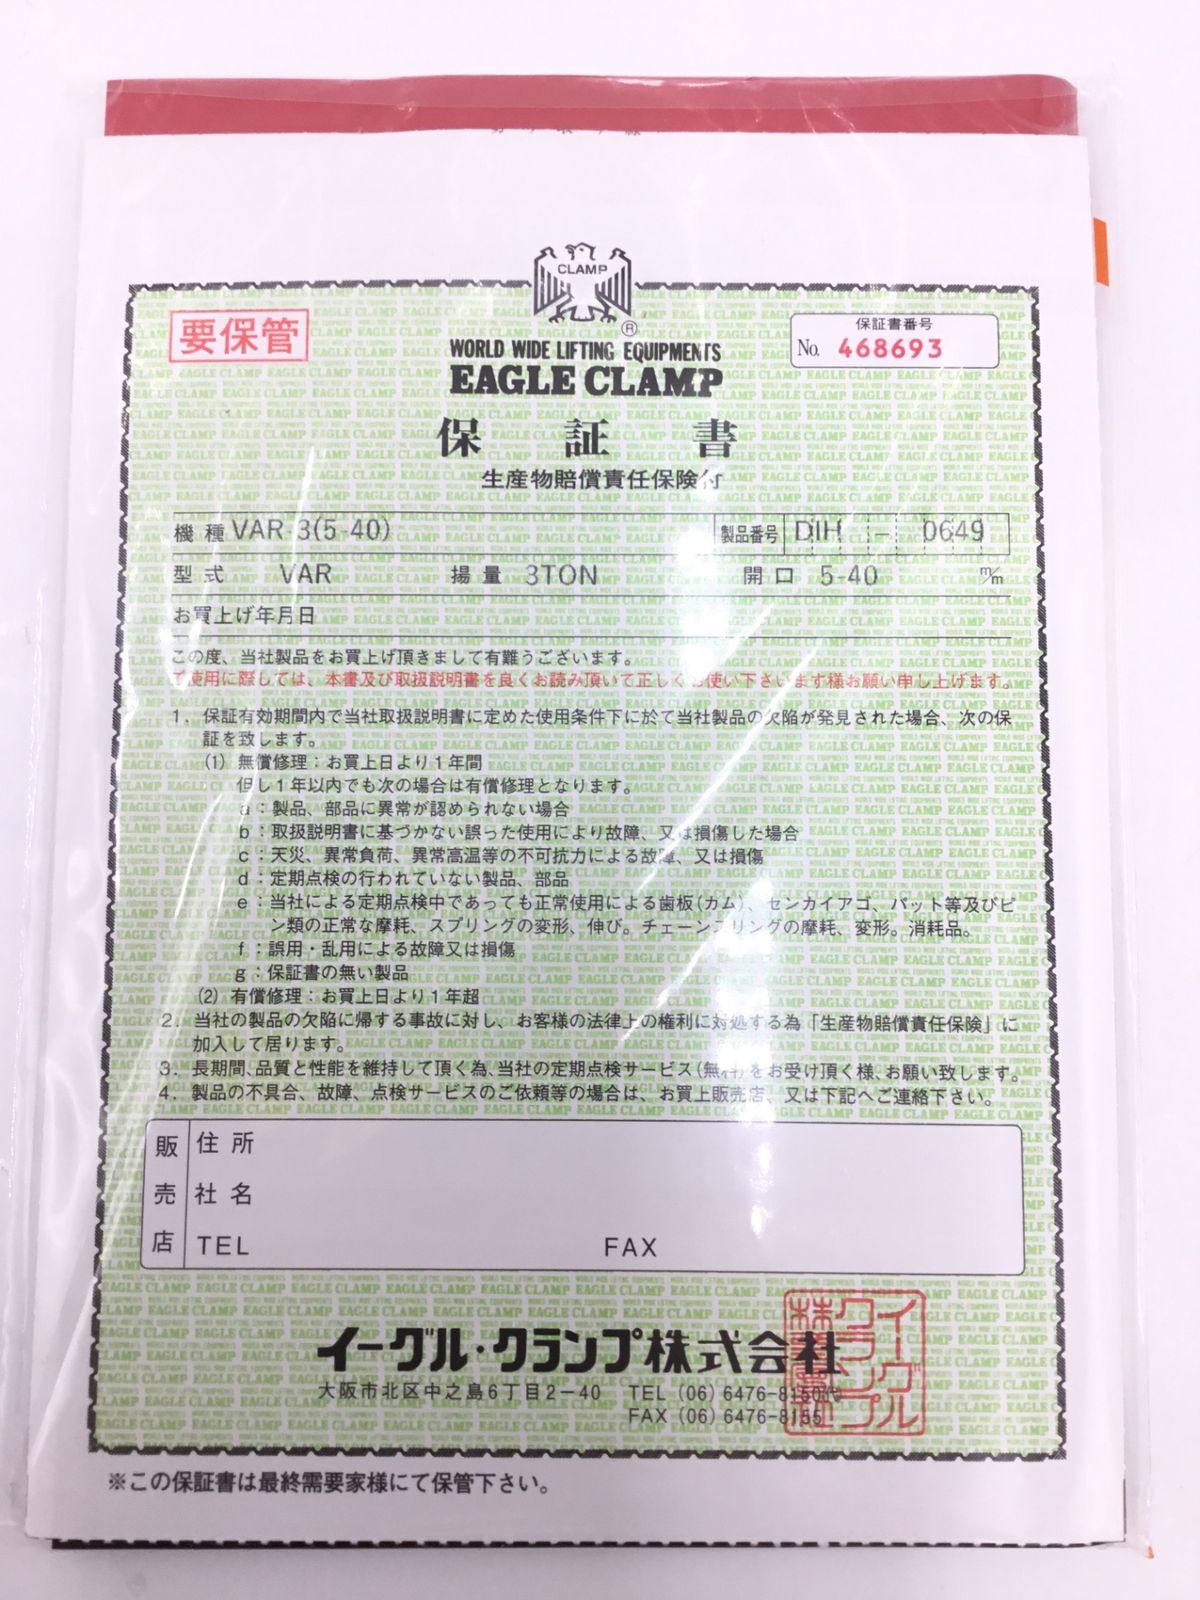 CLAMP
®
要保管
保証書番号
No. 468693
WORLD WIDE LIFTING EQUIPMENTS
EAGLE CLAMP
保証書
生産物賠償責任保険付
機種 VAR-3(5-40) 製品番号 DIH - 0649
型式 VAR 揚量 3TON 開口 5-40 m/m
お買上げ年月日
この度、当社製品をお買上げ頂きまして有難うございます。
ご使用に際しては、本書及び取扱説明書を良くお読み頂いて正しくお使い下さいます様お願い申し上げます。
1．保証有効期間内で当社取扱説明書に定めた使用条件下に於て当社製品の欠陥が発見された場合、次の保
証を致します。
(1) 無償修理：お買上日より1年間
但し1年以内でも次の場合は有償修理となります。
a：製品、部品に異常が認められない場合
b：取扱説明書に基づかない誤った使用により故障、又は損傷した場合
c：天災、異常負荷、異常高温等の不可抗力による故障、又は損傷
d：定期点検の行われていない製品、部品
e：当社による定期点検中であっても正常使用による歯板(カム)、センカイアゴ、パット等及びピ
ン類の正常な摩耗、スプリングの変形、伸び。チェーンスリングの摩耗、変形。消耗品。
f：誤用・乱用による故障又は損傷
g：保証書の無い製品
(2) 有償修理：お買上日より1年超
2．当社の製品の欠陥に帰する事故に対し、お客様の法律上の権利に対処する為「生産物賠償責任保険」に
加入して居ります。
3．長期間、品質と性能を維持して頂く為、当社の定期点検サービス(無料)をお受け頂く様、お願い致します。
4．製品の不具合、故障、点検サービスのご依頼等の場合は、お買上販売店、又は下記へご連絡下さい。
販売店
住所
社名
TEL FAX
イーグル・クランプ株式会社
大阪市北区中之島6丁目2－40 TEL (06) 6476-8150代
FAX (06) 6476-8155
イーグルクランプ株式会社
※この保証書は最終需要家様にて保管下さい。